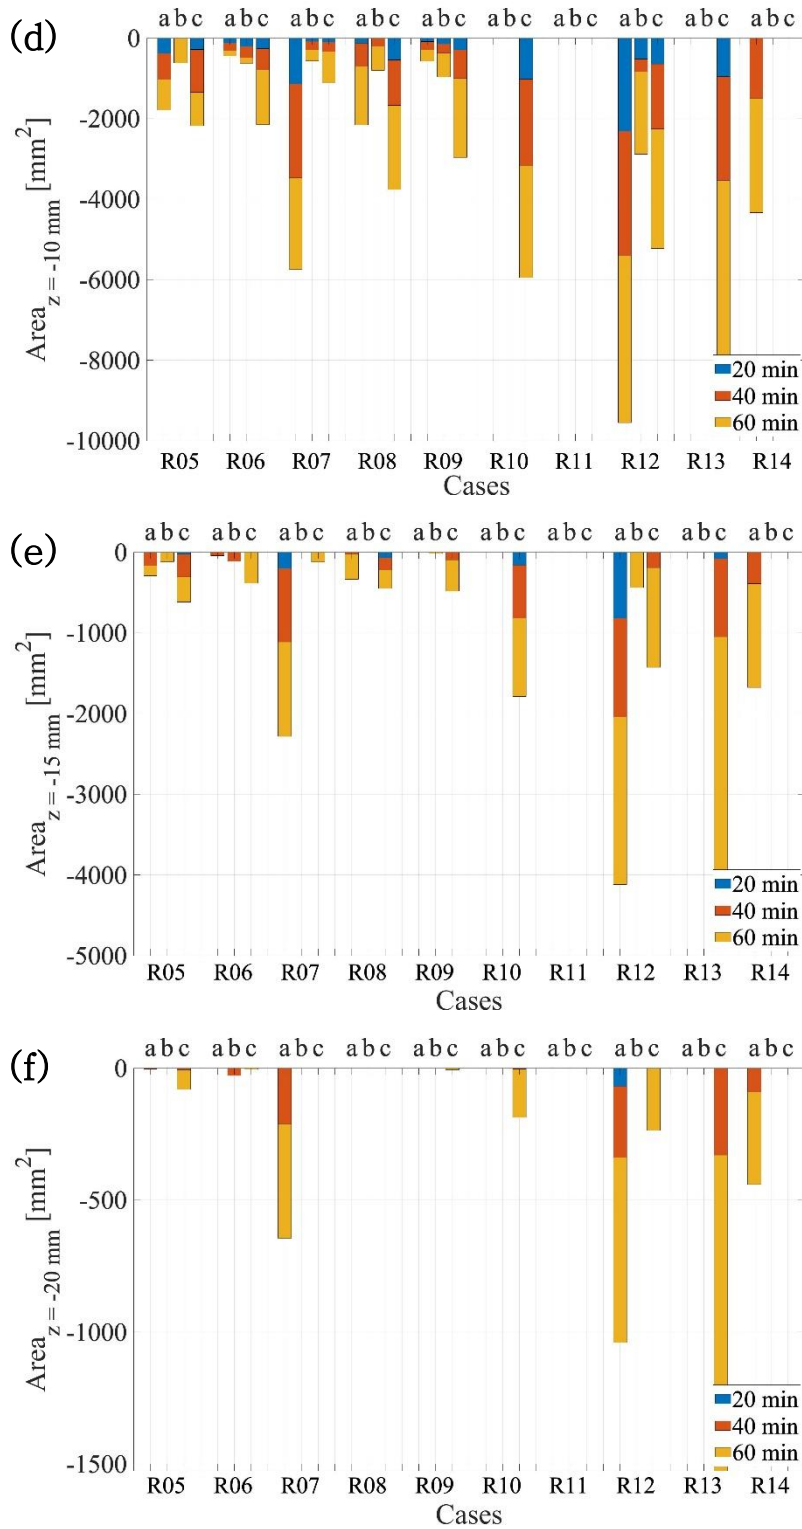 (d)
a b c a b c a b c a b c a b c a b c a b c a b c a b c a b c
0
-2000
-4000
-6000
-8000
-10000
Area z = -10 mm [mm²]
20 min
40 min
60 min
R05 R06 R07 R08 R09 R10 R11 R12 R13 R14
Cases
(e)
a b c a b c a b c a b c a b c a b c a b c a b c a b c a b c
0
-1000
-2000
-3000
-4000
-5000
Area z = -15 mm [mm²]
20 min
40 min
60 min
R05 R06 R07 R08 R09 R10 R11 R12 R13 R14
Cases
(f)
a b c a b c a b c a b c a b c a b c a b c a b c a b c a b c
0
-500
-1000
-1500
Area z = -20 mm [mm²]
20 min
40 min
60 min
R05 R06 R07 R08 R09 R10 R11 R12 R13 R14
Cases